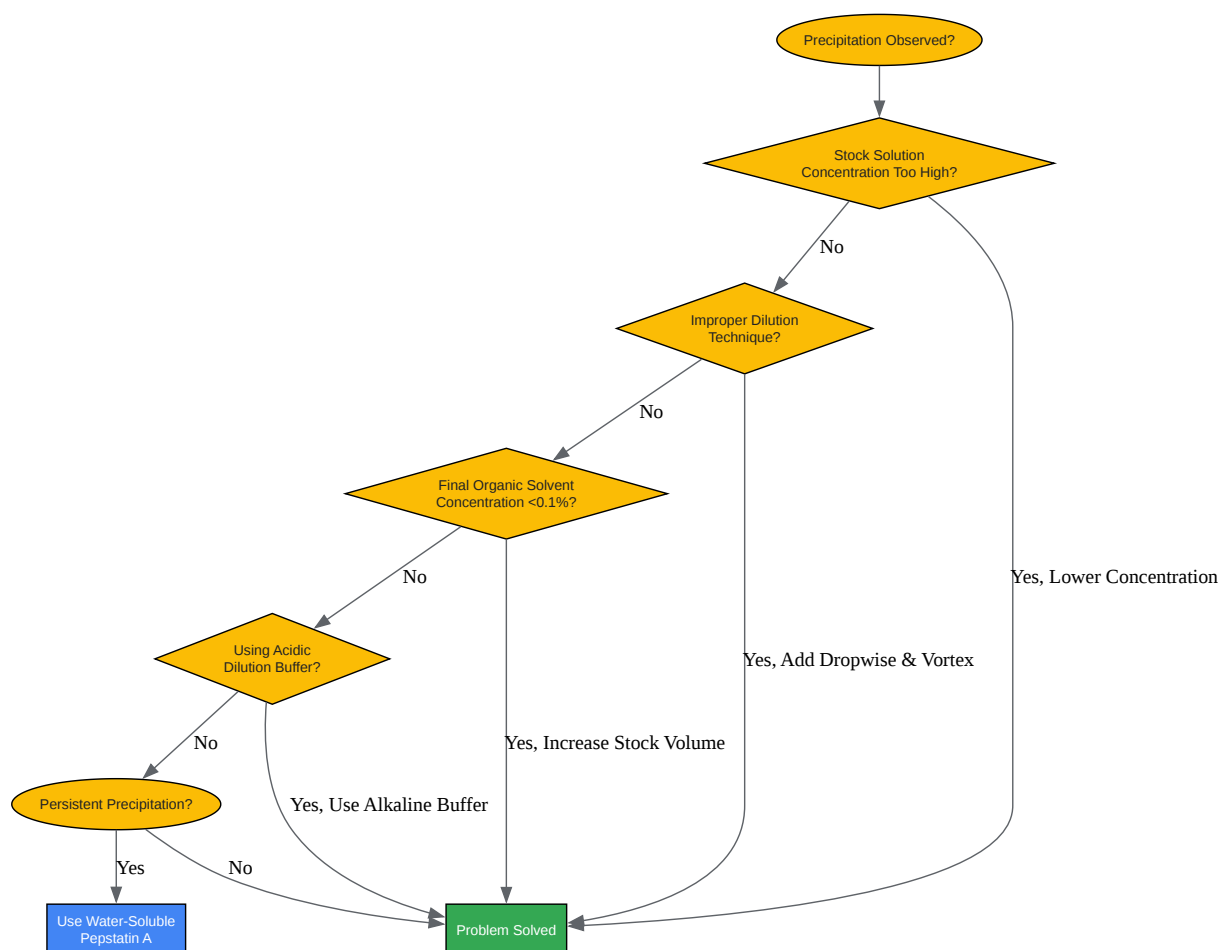 Precipitation Observed?
Stock Solution
Concentration Too High?
No
Improper Dilution
Technique?
No
Final Organic Solvent
Concentration <0.1%?
No
Yes, Lower Concentration
Using Acidic
Dilution Buffer?
Yes, Add Dropwise & Vortex
No
Yes, Increase Stock Volume
Persistent Precipitation?
Yes, Use Alkaline Buffer
Yes
No
Use Water-Soluble
Pepstatin A
Problem Solved